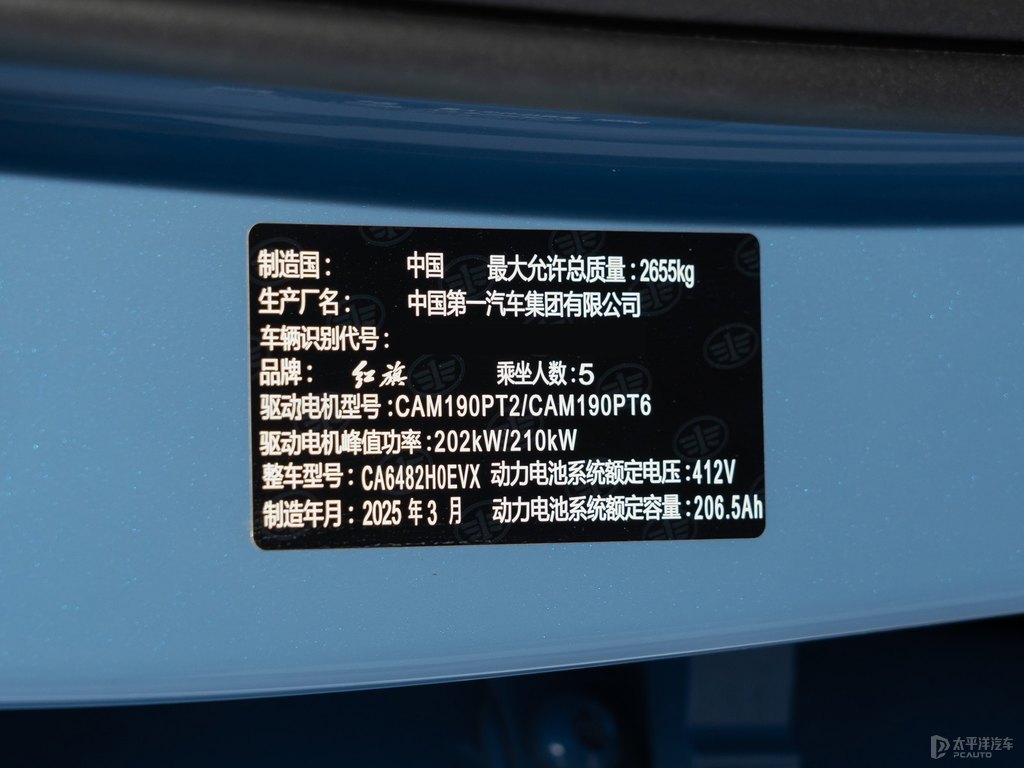 制造国： 中国 最大允许总质量：2655kg
生产厂名： 中国第一汽车集团有限公司
车辆识别代号：
品牌： 红旗 乘坐人数：5
驱动电机型号：CAM190PT2/CAM190PT6
驱动电机峰值功率：202kW/210kW
整车型号：CA6482H0EVX 动力电池系统额定电压：412V
制造年月：2025 年 3 月 动力电池系统额定容量：206.5Ah
太平洋汽车
PCAUTO